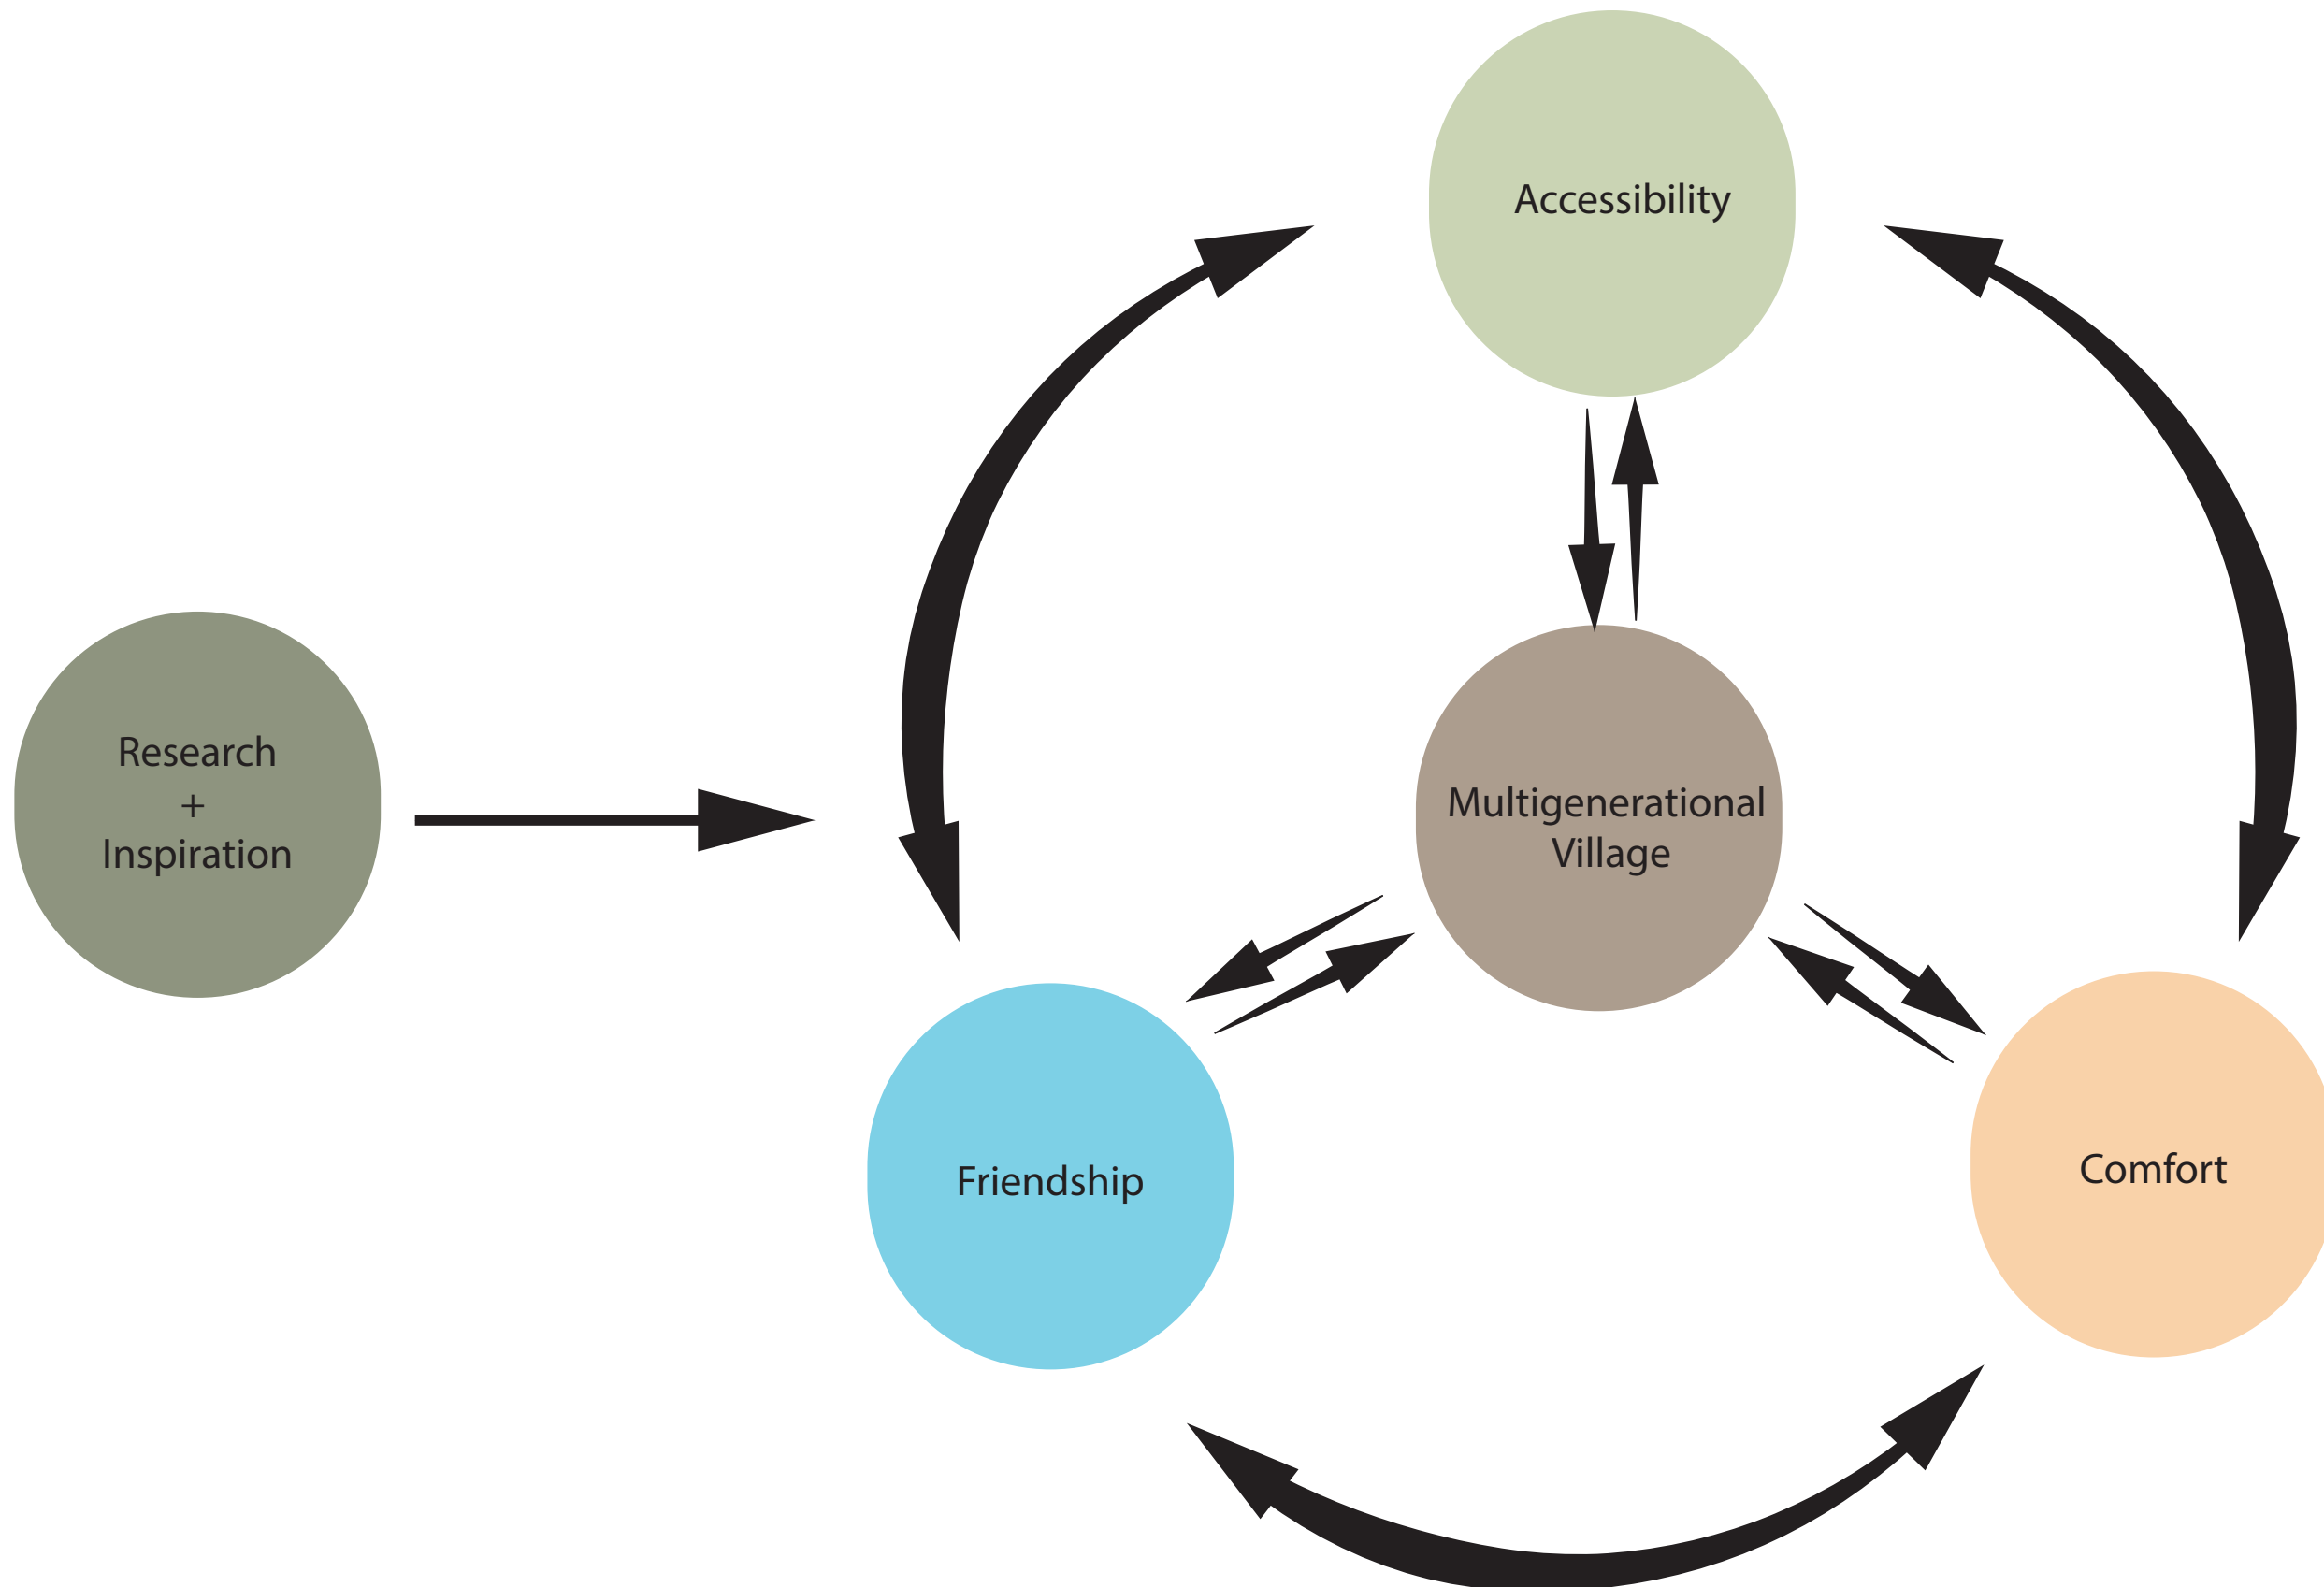 Accessibility
Research
+
Inspiration
Multigenerational
Village
Friendship
Comfort